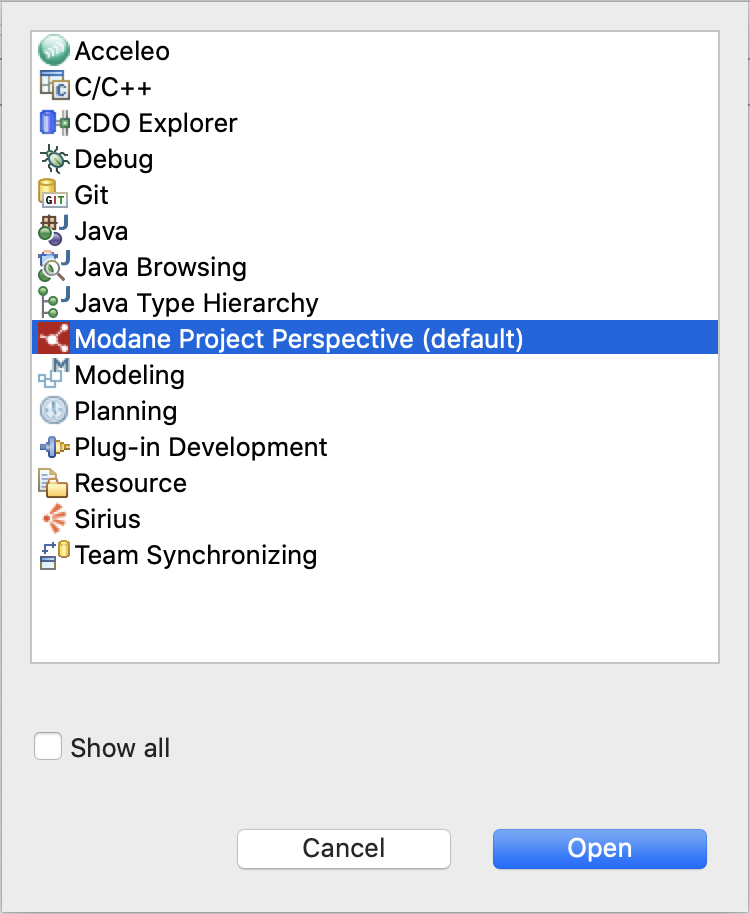 Acceleo
C/C++
CDO Explorer
Debug
GIT Git
Java
Java Browsing
Java Type Hierarchy
Modane Project Perspective (default)
Modeling
Planning
Plug-in Development
Resource
Sirius
Team Synchronizing
Show all
Cancel
Open